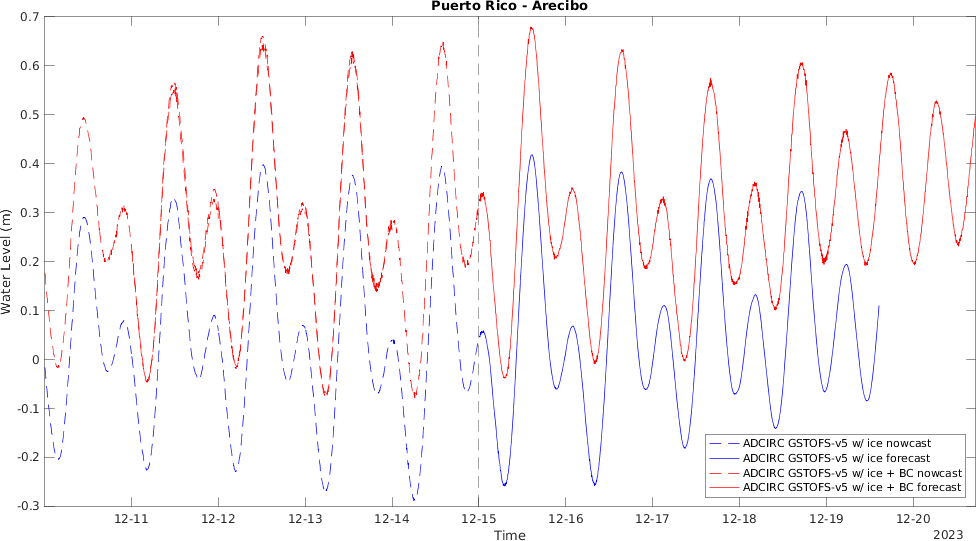 Puerto Rico - Arecibo
0.7
0.6
0.5
0.4
0.3
0.2
0.1
0
-0.1
-0.2
-0.3
Water Level (m)
ADCIRC GSTOFS-v5 w/ ice nowcast
ADCIRC GSTOFS-v5 w/ ice forecast
ADCIRC GSTOFS-v5 w/ ice + BC nowcast
ADCIRC GSTOFS-v5 w/ ice + BC forecast
12-11 12-12 12-13 12-14 12-15 12-16 12-17 12-18 12-19 12-20
Time
2023